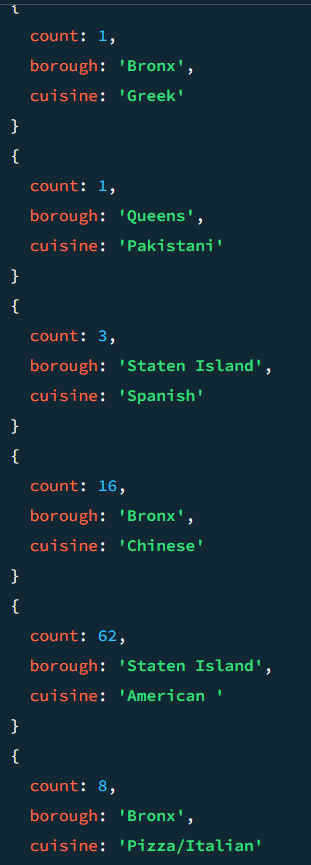 {
count: 1,
borough: 'Bronx',
cuisine: 'Greek'
}
{
count: 1,
borough: 'Queens',
cuisine: 'Pakistani'
}
{
count: 3,
borough: 'Staten Island',
cuisine: 'Spanish'
}
{
count: 16,
borough: 'Bronx',
cuisine: 'Chinese'
}
{
count: 62,
borough: 'Staten Island',
cuisine: 'American '
}
{
count: 8,
borough: 'Bronx',
cuisine: 'Pizza/Italian'